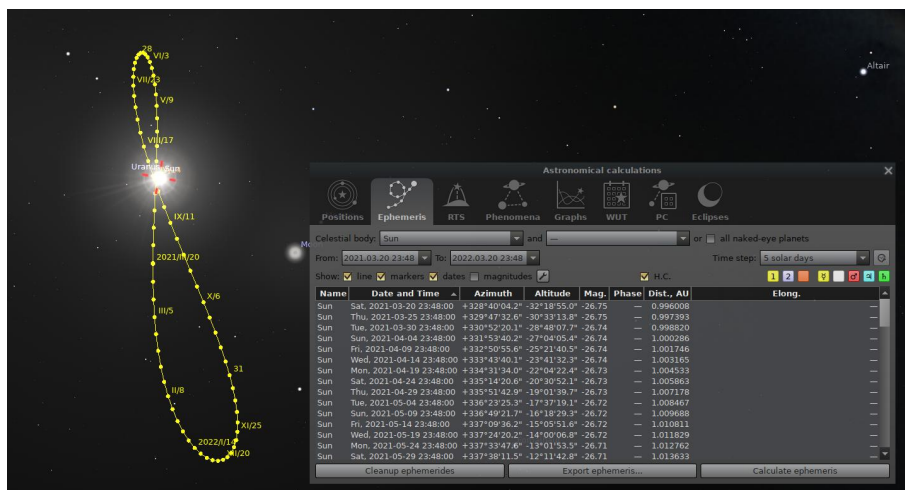 28
VI/3
VII/23
V/9
VIII/17
Sun
IX/11
2021/III/20
X/6
III/5
31
II/8
XI/25
2022/I/14
XII/20
Altair
Astronomical calculations
Positions Ephemeris RTS Phenomena Graphs WUT PC Eclipses
Celestial body: Sun and — or all naked-eye planets
From: 2021.03.20 23:48 To: 2022.03.20 23:48 Time step: 5 solar days
Show: line markers dates magnitudes H.C. 1 2 ☿ ♂ ♃ ♄
Name Date and Time Azimuth Altitude Mag. Phase Dist., AU Elong.
Sun Sat, 2021-03-20 23:48:00 +328°40'04.2" -32°18'55.0" -26.75 — 0.996008 —
Sun Thu, 2021-03-25 23:48:00 +329°47'32.6" -30°33'13.8" -26.75 — 0.997393 —
Sun Tue, 2021-03-30 23:48:00 +330°52'20.1" -28°48'07.7" -26.74 — 0.998820 —
Sun Sun, 2021-04-04 23:48:00 +331°53'40.2" -27°04'05.4" -26.74 — 1.000286 —
Sun Fri, 2021-04-09 23:48:00 +332°50'55.6" -25°21'40.5" -26.74 — 1.001746 —
Sun Wed, 2021-04-14 23:48:00 +333°43'40.1" -23°41'32.3" -26.74 — 1.003165 —
Sun Mon, 2021-04-19 23:48:00 +334°31'34.0" -22°04'22.4" -26.73 — 1.004533 —
Sun Sat, 2021-04-24 23:48:00 +335°14'20.6" -20°30'52.1" -26.73 — 1.005863 —
Sun Thu, 2021-04-29 23:48:00 +335°51'42.9" -19°01'39.7" -26.73 — 1.007178 —
Sun Tue, 2021-05-04 23:48:00 +336°23'25.3" -17°37'19.1" -26.72 — 1.008467 —
Sun Sun, 2021-05-09 23:48:00 +336°49'21.7" -16°18'29.3" -26.72 — 1.009688 —
Sun Fri, 2021-05-14 23:48:00 +337°09'36.2" -15°05'51.6" -26.72 — 1.010811 —
Sun Wed, 2021-05-19 23:48:00 +337°24'20.2" -14°00'06.8" -26.72 — 1.011829 —
Sun Mon, 2021-05-24 23:48:00 +337°33'47.6" -13°01'53.5" -26.71 — 1.012762 —
Sun Sat, 2021-05-29 23:48:00 +337°38'11.5" -12°11'42.8" -26.71 — 1.013633 —
Cleanup ephemerides Export ephemeris... Calculate ephemeris